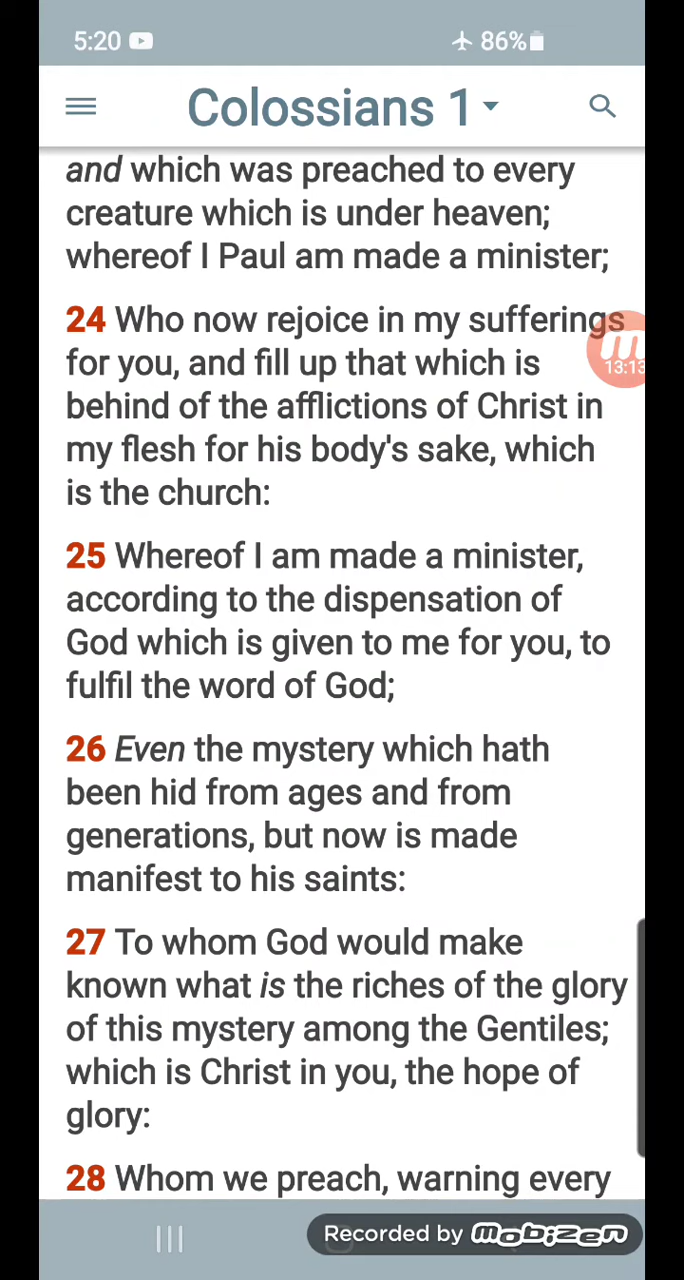 5:20 86%
Colossians 1
and which was preached to every
creature which is under heaven;
whereof I Paul am made a minister;
24 Who now rejoice in my sufferings
for you, and fill up that which is
behind of the afflictions of Christ in
my flesh for his body's sake, which
is the church:
25 Whereof I am made a minister,
according to the dispensation of
God which is given to me for you, to
fulfil the word of God;
26 Even the mystery which hath
been hid from ages and from
generations, but now is made
manifest to his saints:
27 To whom God would make
known what is the riches of the glory
of this mystery among the Gentiles;
which is Christ in you, the hope of
glory:
28 Whom we preach, warning every
m
13:13
Recorded by mobizen